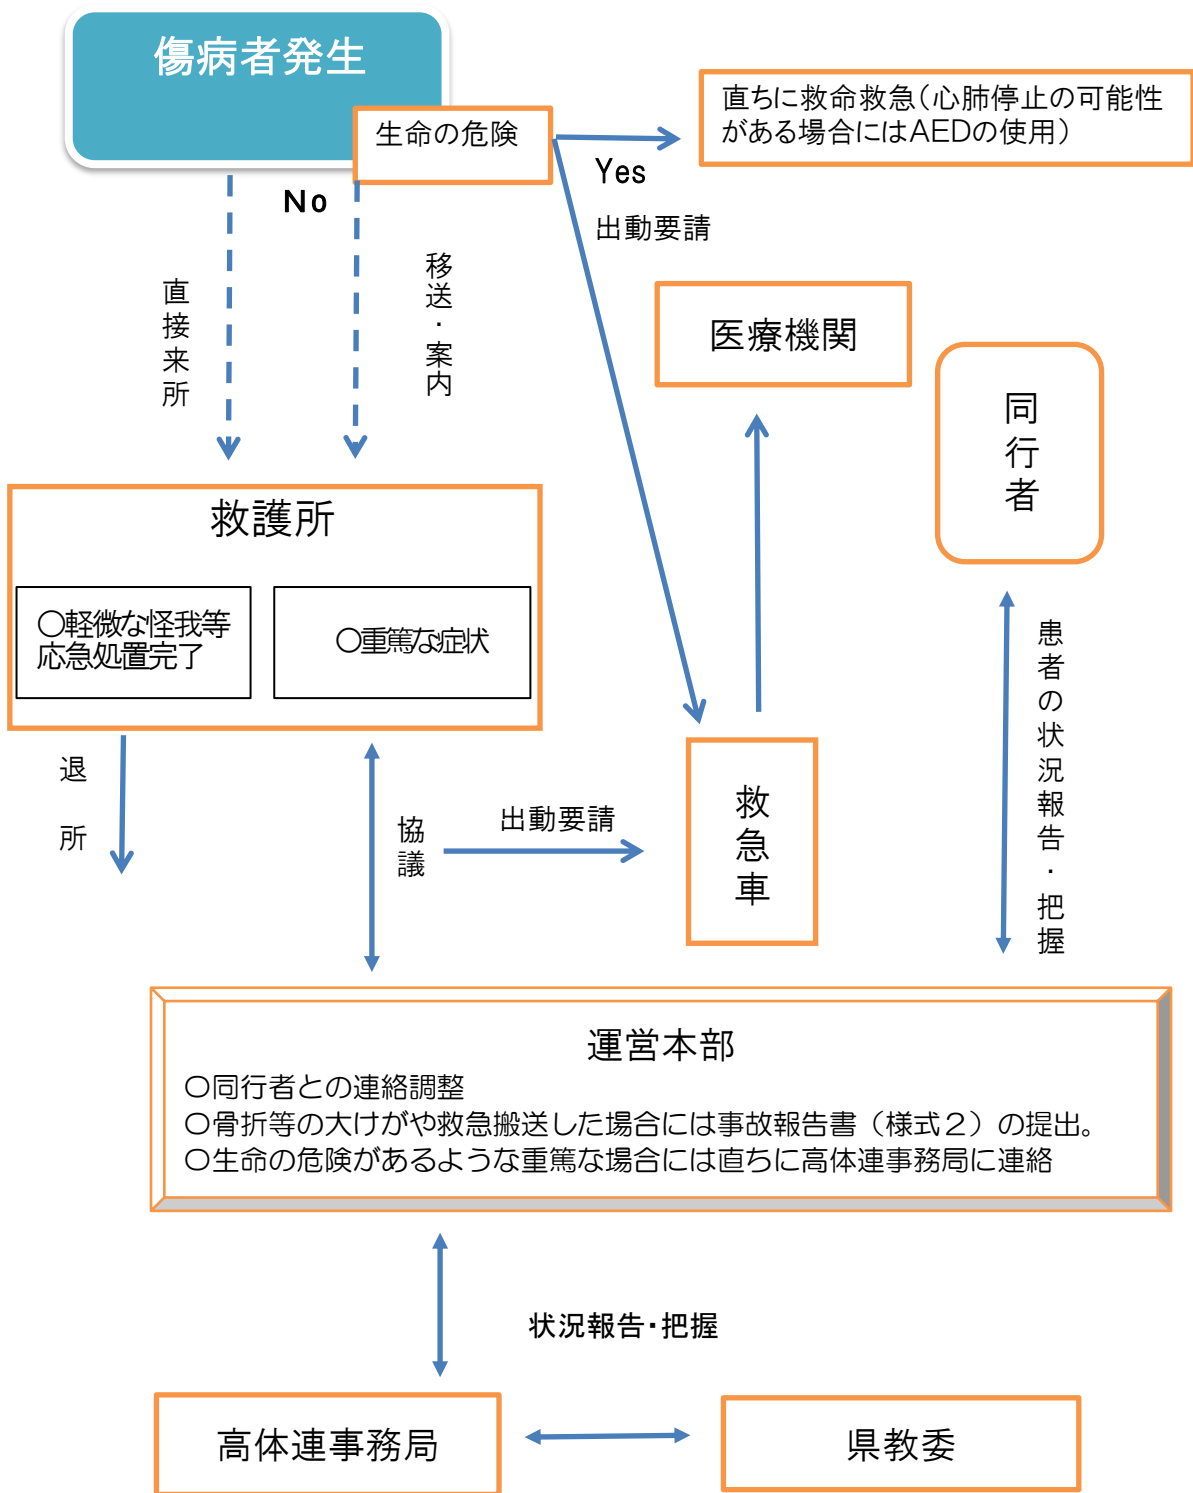 傷病者発生
生命の危険
直ちに救命救急（心肺停止の可能性
がある場合にはAEDの使用）
Yes
No
出動要請
直接来所
移送・案内
医療機関
同行者
救護所
〇軽微な怪我等
応急処置完了
〇重篤な症状
患者の状況報告・把握
退所
協議
出動要請
救急車
運営本部
〇同行者との連絡調整
〇骨折等の大けがや救急搬送した場合には事故報告書（様式２）の提出。
〇生命の危険があるような重篤な場合には直ちに高体連事務局に連絡
状況報告・把握
高体連事務局
県教委